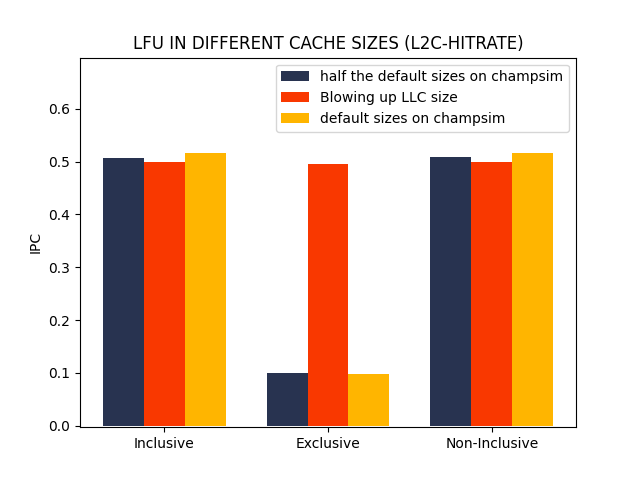 LFU IN DIFFERENT CACHE SIZES (L2C-HITRATE)
half the default sizes on champsim
Blowing up LLC size
default sizes on champsim
IPC
0.6
0.5
0.4
0.3
0.2
0.1
0.0
Inclusive
Exclusive
Non-Inclusive